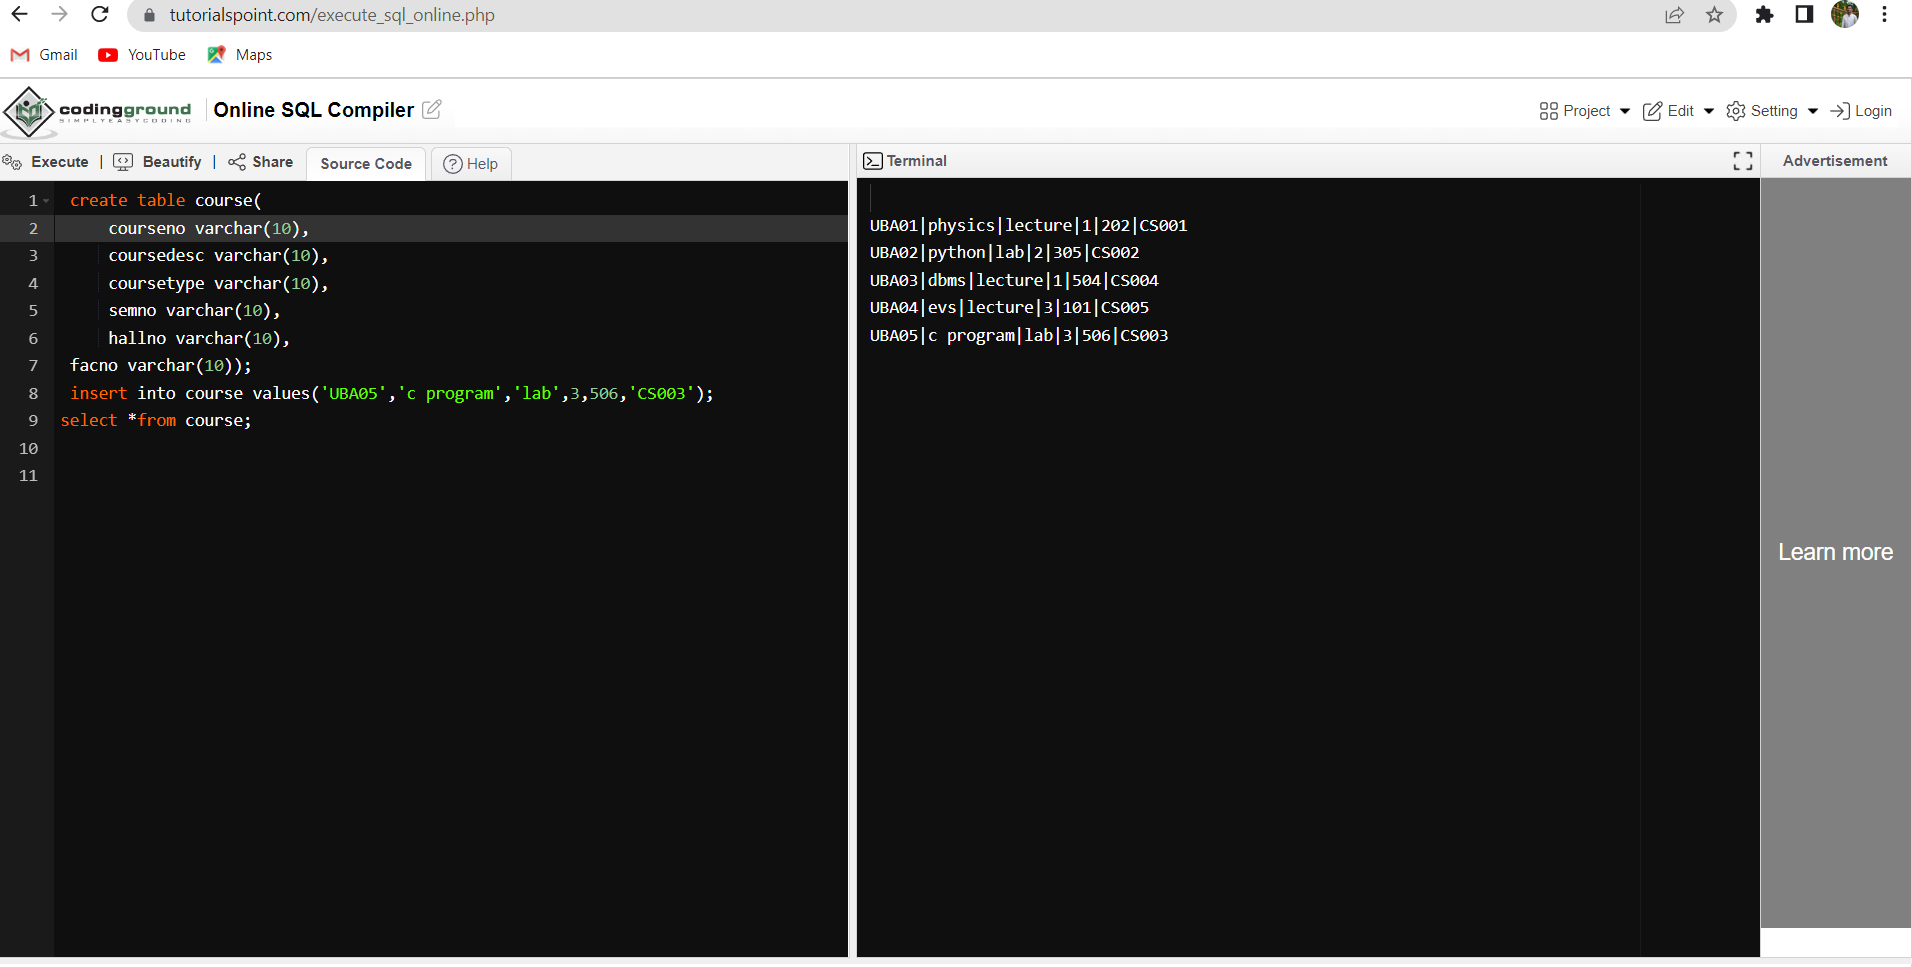 tutorialspoint.com/execute_sql_online.php
Gmail YouTube Maps
codingground
SIMPLYEASYCODING
Online SQL Compiler
Project Edit Setting Login
Execute | Beautify | Share Source Code Help
Terminal
Advertisement
1 create table course(
2 courseno varchar(10),
3 coursedesc varchar(10),
4 coursetype varchar(10),
5 semno varchar(10),
6 hallno varchar(10),
7 facno varchar(10));
8 insert into course values('UBA05','c program','lab',3,506,'CS003');
9 select *from course;
10
11
UBA01|physics|lecture|1|202|CS001
UBA02|python|lab|2|305|CS002
UBA03|dbms|lecture|1|504|CS004
UBA04|evs|lecture|3|101|CS005
UBA05|c program|lab|3|506|CS003
Learn more